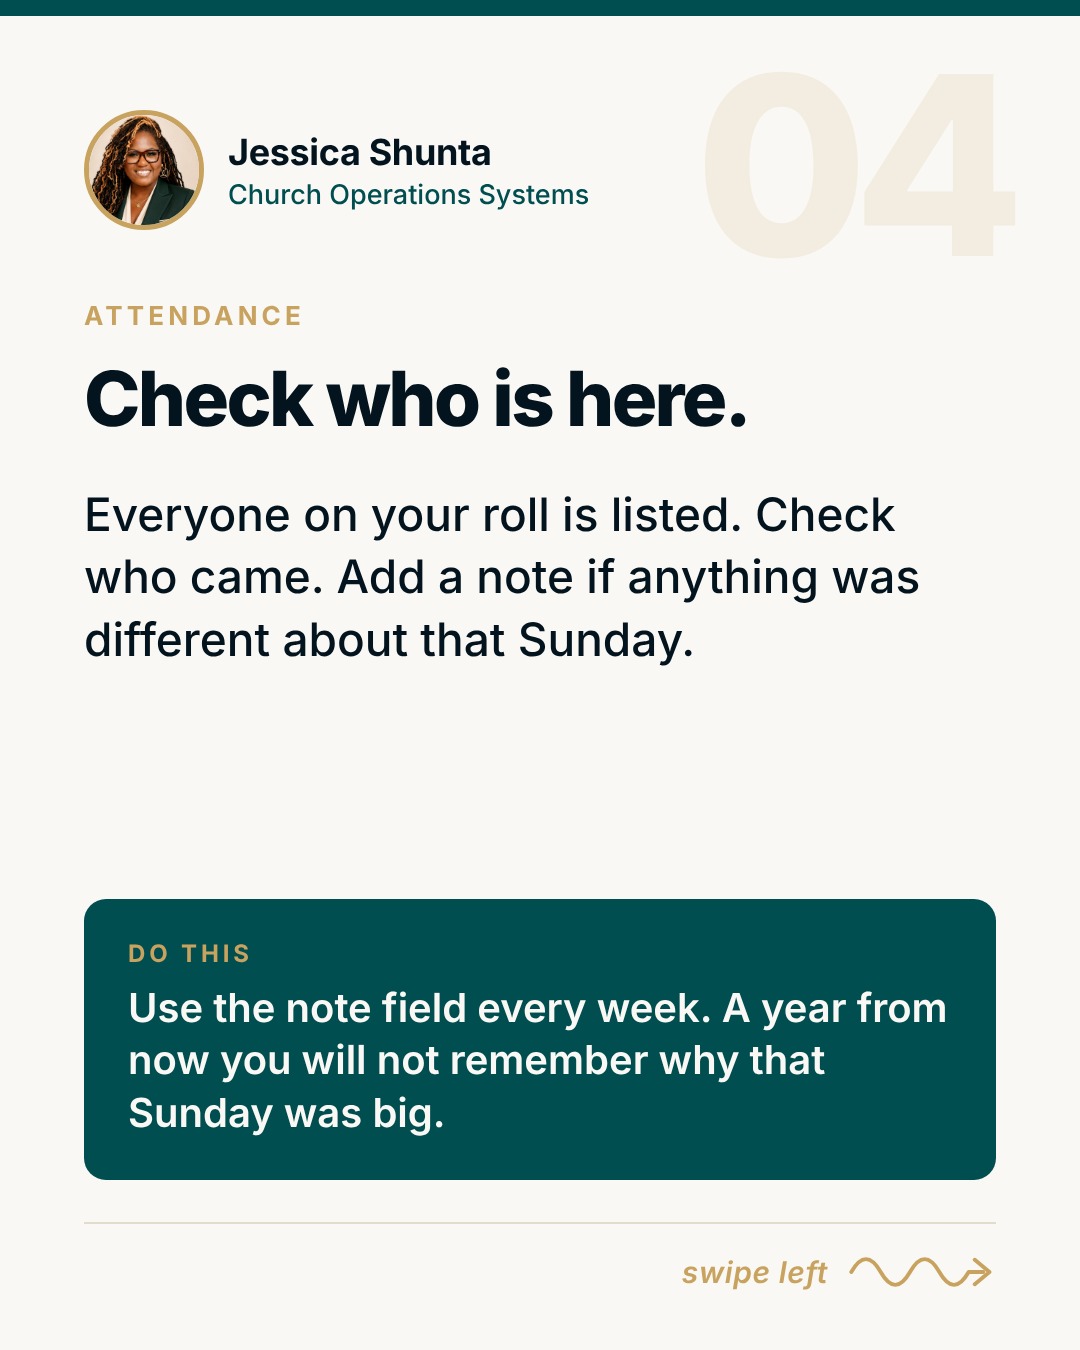 04
Jessica Shunta
Church Operations Systems
ATTENDANCE
Check who is here.
Everyone on your roll is listed. Check
who came. Add a note if anything was
different about that Sunday.
DO THIS
Use the note field every week. A year from
now you will not remember why that
Sunday was big.
swipe left